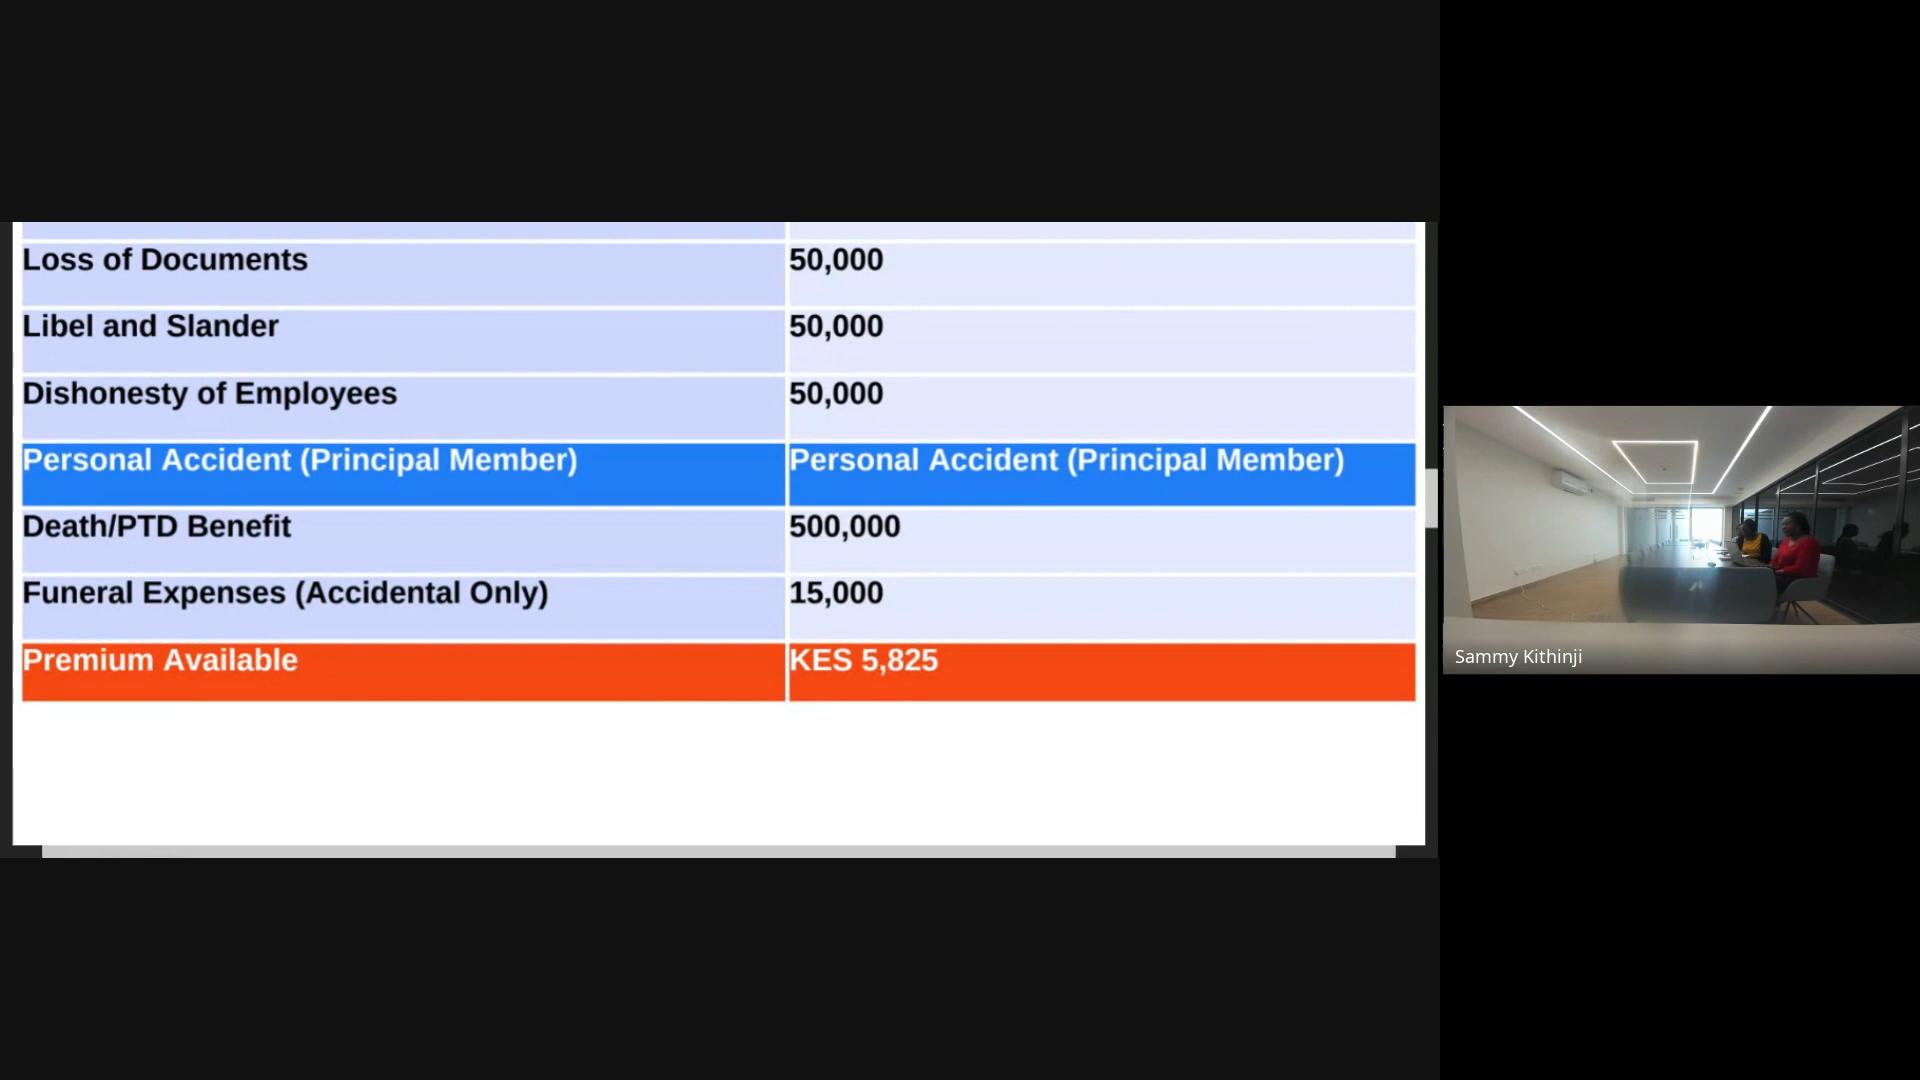 Loss of Documents 50,000
Libel and Slander 50,000
Dishonesty of Employees 50,000
Personal Accident (Principal Member) Personal Accident (Principal Member)
Death/PTD Benefit 500,000
Funeral Expenses (Accidental Only) 15,000
Premium Available KES 5,825
Sammy Kithinji